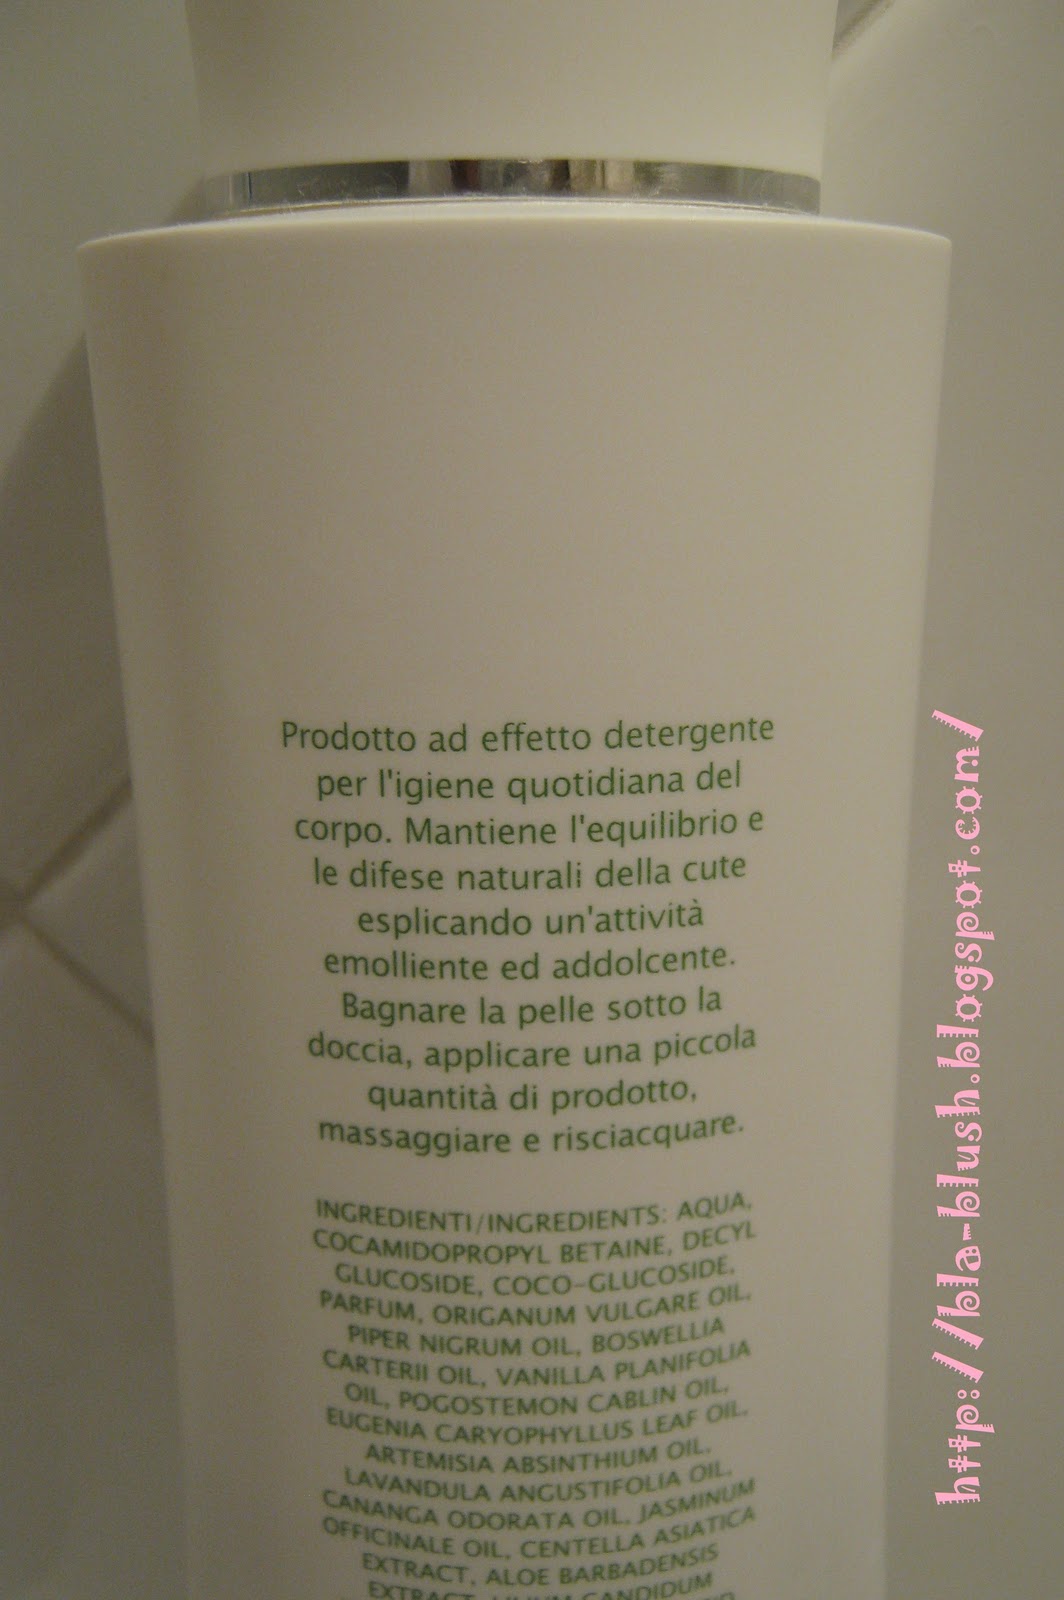 Prodotto ad effetto detergente
per l'igiene quotidiana del
corpo. Mantiene l'equilibrio e
le difese naturali della cute
esplicando un'attività
emolliente ed addolcente.
Bagnare la pelle sotto la
doccia, applicare una piccola
quantità di prodotto,
massaggiare e risciacquare.
INGREDIENTI/INGREDIENTS: AQUA,
COCAMIDOPROPYL BETAINE, DECYL
GLUCOSIDE, COCO-GLUCOSIDE,
PARFUM, ORIGANUM VULGARE OIL,
PIPER NIGRUM OIL, BOSWELLIA
CARTERII OIL, VANILLA PLANIFOLIA
OIL, POGOSTEMON CABLIN OIL,
EUGENIA CARYOPHYLLUS LEAF OIL,
ARTEMISIA ABSINTHIUM OIL,
LAVANDULA ANGUSTIFOLIA OIL,
CANANGA ODORATA OIL, JASMINUM
OFFICINALE OIL, CENTELLA ASIATICA
EXTRACT, ALOE BARBADENSIS
EXTRACT, LILIUM CANDIDUM
http://bla-blush.blogspot.com/